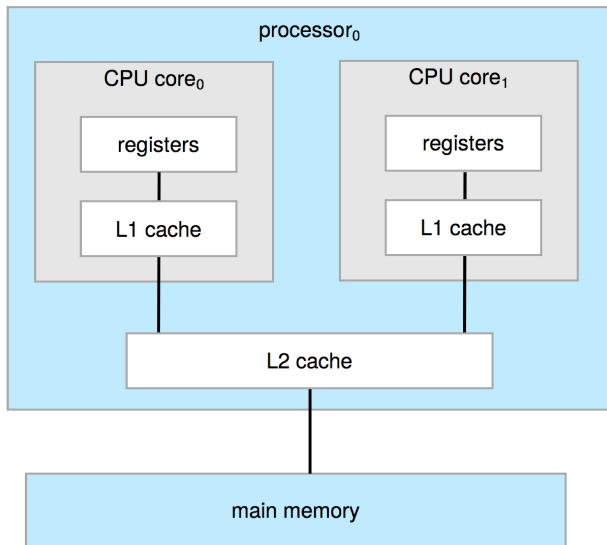 processor₀
CPU core₀
CPU core₁
registers
registers
L1 cache
L1 cache
L2 cache
main memory